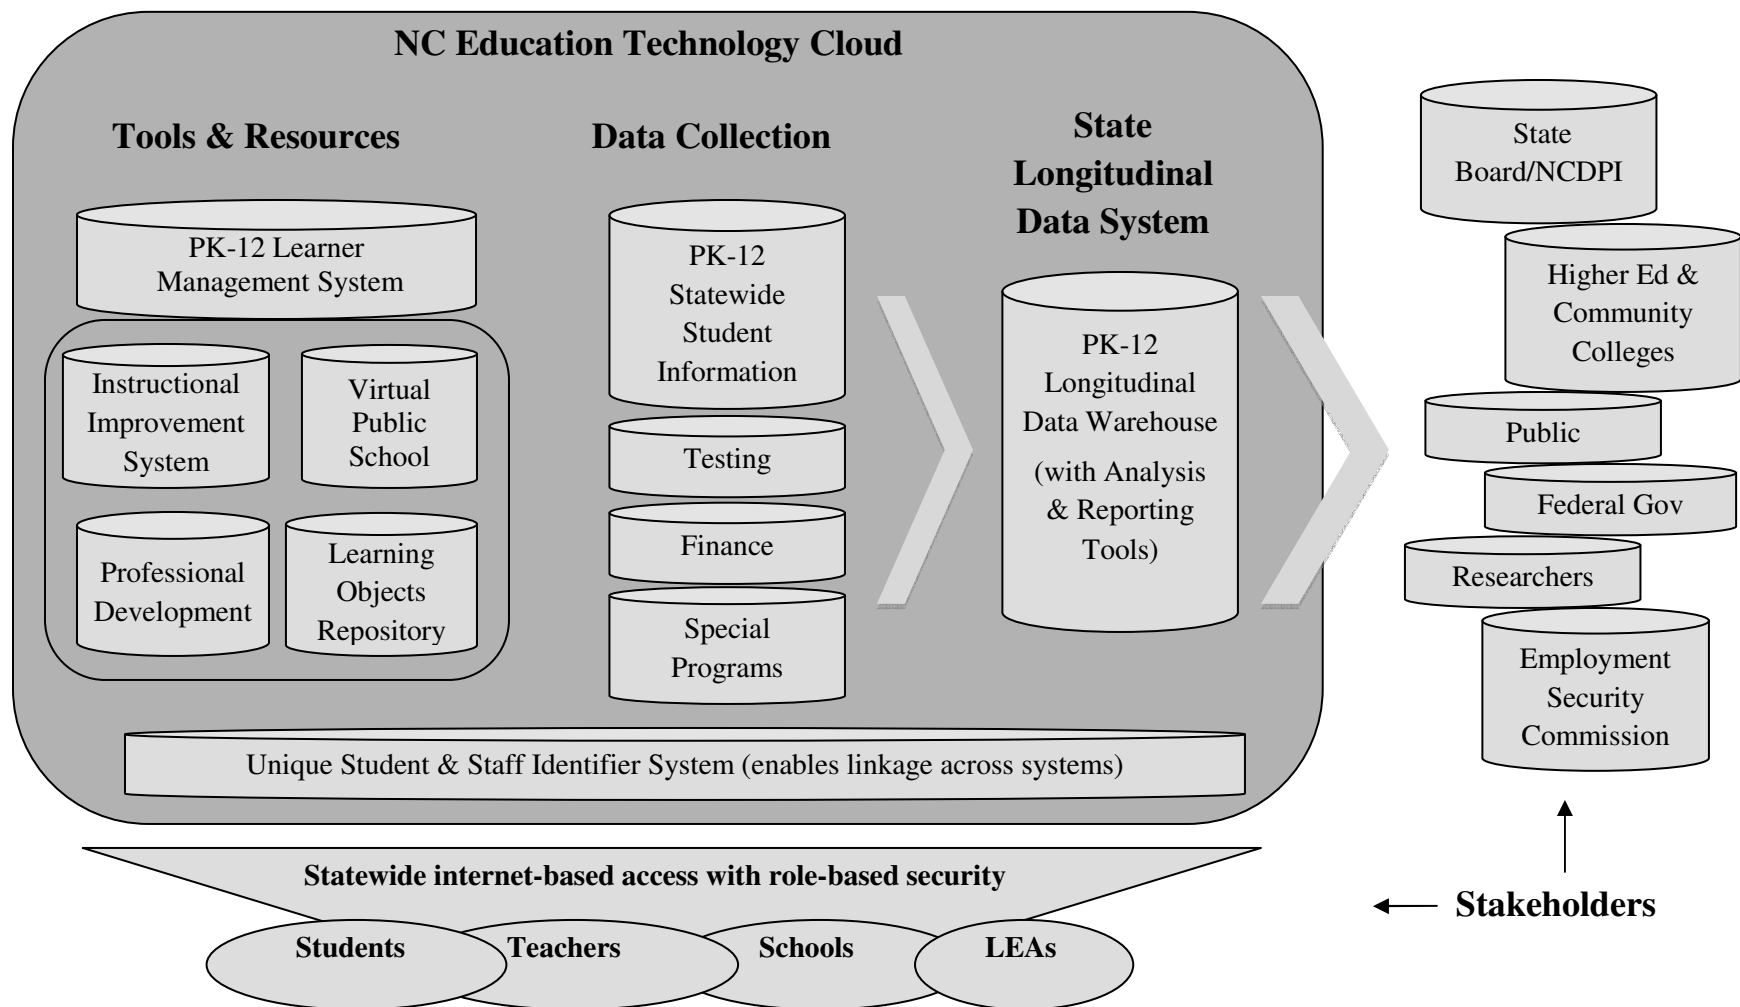 NC Education Technology Cloud
Tools & Resources
PK-12 Learner
Management System
Instructional
Improvement
System
Virtual
Public
School
Professional
Development
Learning
Objects
Repository
Data Collection
PK-12
Statewide
Student
Information
Testing
Finance
Special
Programs
State
Longitudinal
Data System
PK-12
Longitudinal
Data Warehouse
(with Analysis
& Reporting
Tools)
Unique Student & Staff Identifier System (enables linkage across systems)
Statewide internet-based access with role-based security
Students
Teachers
Schools
LEAs
State
Board/NCDPI
Higher Ed &
Community
Colleges
Public
Federal Gov
Researchers
Employment
Security
Commission
Stakeholders